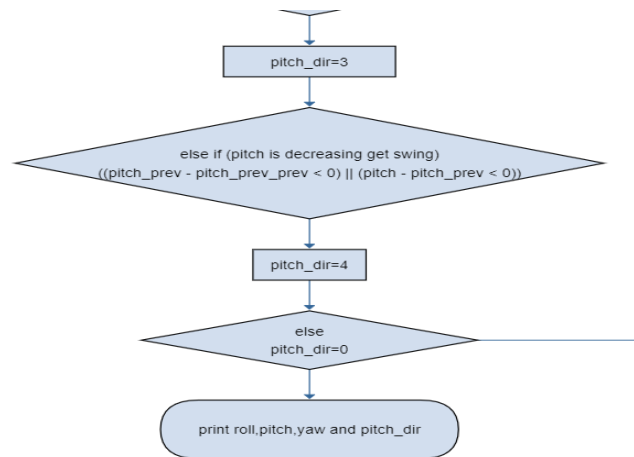 pitch_dir=3
else if (pitch is decreasing get swing)
((pitch_prev - pitch_prev_prev < 0) || (pitch - pitch_prev < 0))
pitch_dir=4
else
pitch_dir=0
print roll,pitch,yaw and pitch_dir